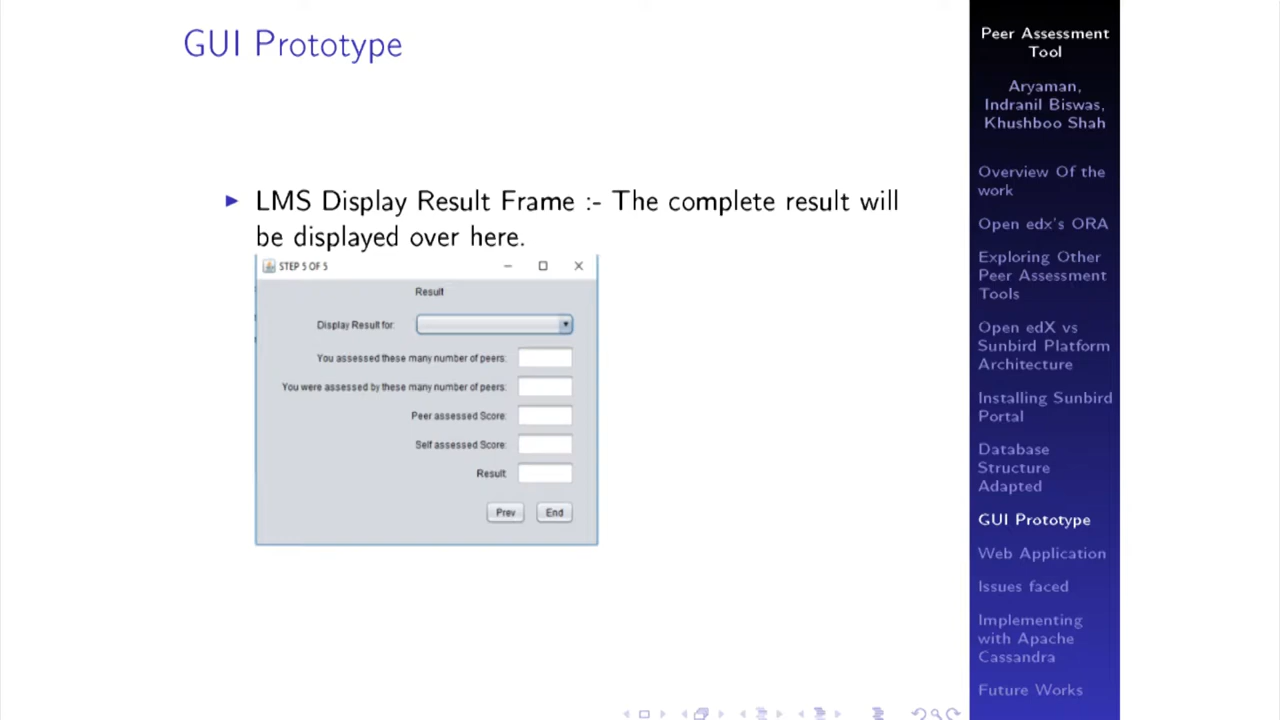 GUI Prototype
LMS Display Result Frame :- The complete result will
be displayed over here.
STEP 5 OF 5
Result
Display Result for:
You assessed these many number of peers:
You were assessed by these many number of peers:
Peer assessed Score:
Self assessed Score:
Result
Prev End
Peer Assessment
Tool
Aryaman,
Indranil Biswas,
Khushboo Shah
Overview Of the
work
Open edx's ORA
Exploring Other
Peer Assessment
Tools
Open edX vs
Sunbird Platform
Architecture
Installing Sunbird
Portal
Database
Structure
Adapted
GUI Prototype
Web Application
Issues faced
Implementing
with Apache
Cassandra
Future Works